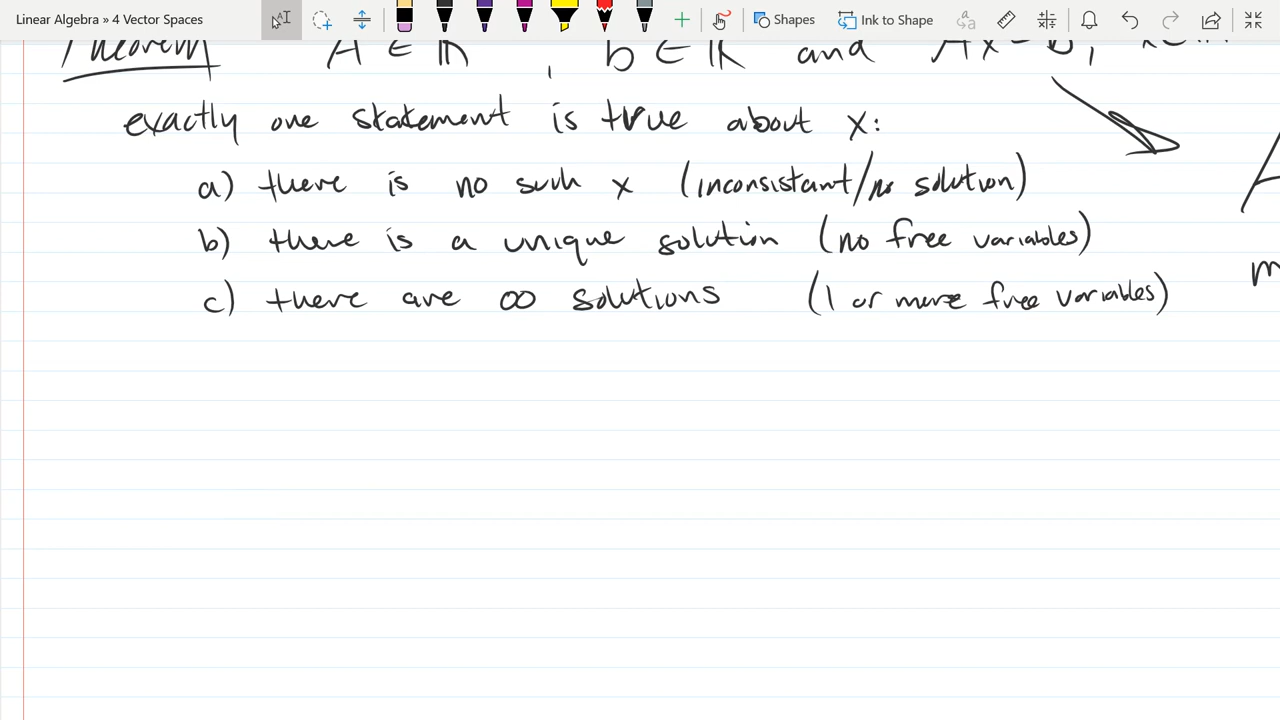 Linear Algebra » 4 Vector Spaces
Shapes
Ink to Shape
Theorem A ∈ ℝ , b ∈ ℝ and Ax = b,
exactly one statement is true about x:
a) there is no such x (inconsistant/no solution)
b) there is a unique solution (no free variables)
c) there are ∞ solutions (1 or more free variables)